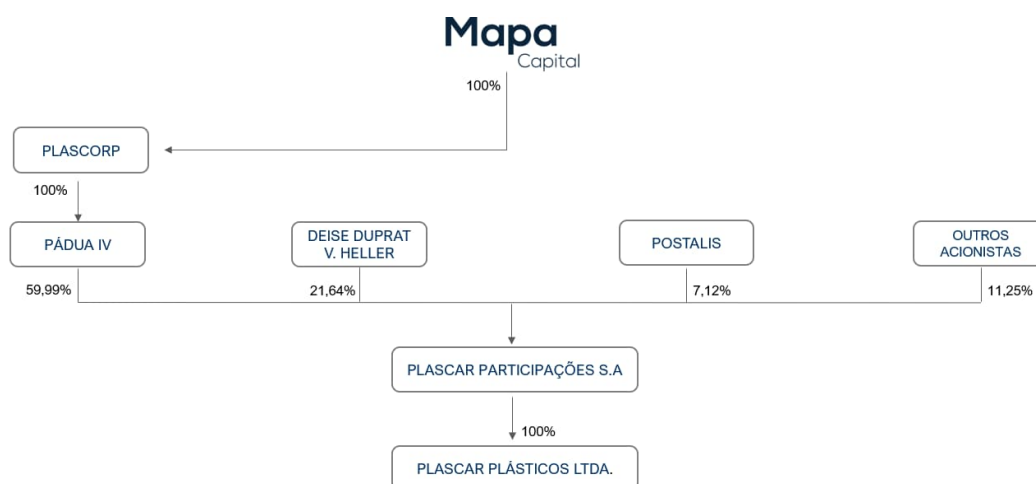 Mapa
Capital
100%
PLASCORP
100%
PÁDUA IV
DEISE DUPRAT
V. HELLER
POSTALIS
OUTROS
ACIONISTAS
59,99%
21,64%
7,12%
11,25%
PLASCAR PARTICIPAÇÕES S.A
100%
PLASCAR PLÁSTICOS LTDA.